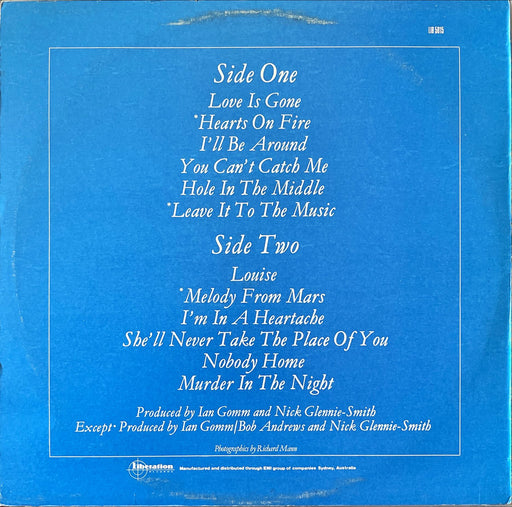 LIB 5015
Side One
Love Is Gone
*Hearts On Fire
I'll Be Around
You Can't Catch Me
Hole In The Middle
*Leave It To The Music
Side Two
Louise
*Melody From Mars
I'm In A Heartache
She'll Never Take The Place Of You
Nobody Home
Murder In The Night
Produced by Ian Gomm and Nick Glennie-Smith
Except* Produced by Ian Gomm/Bob Andrews and Nick Glennie-Smith
Photographics by Richard Mann
Liberation RECORDS Manufactured and distributed through EMI group of companies Sydney, Australia